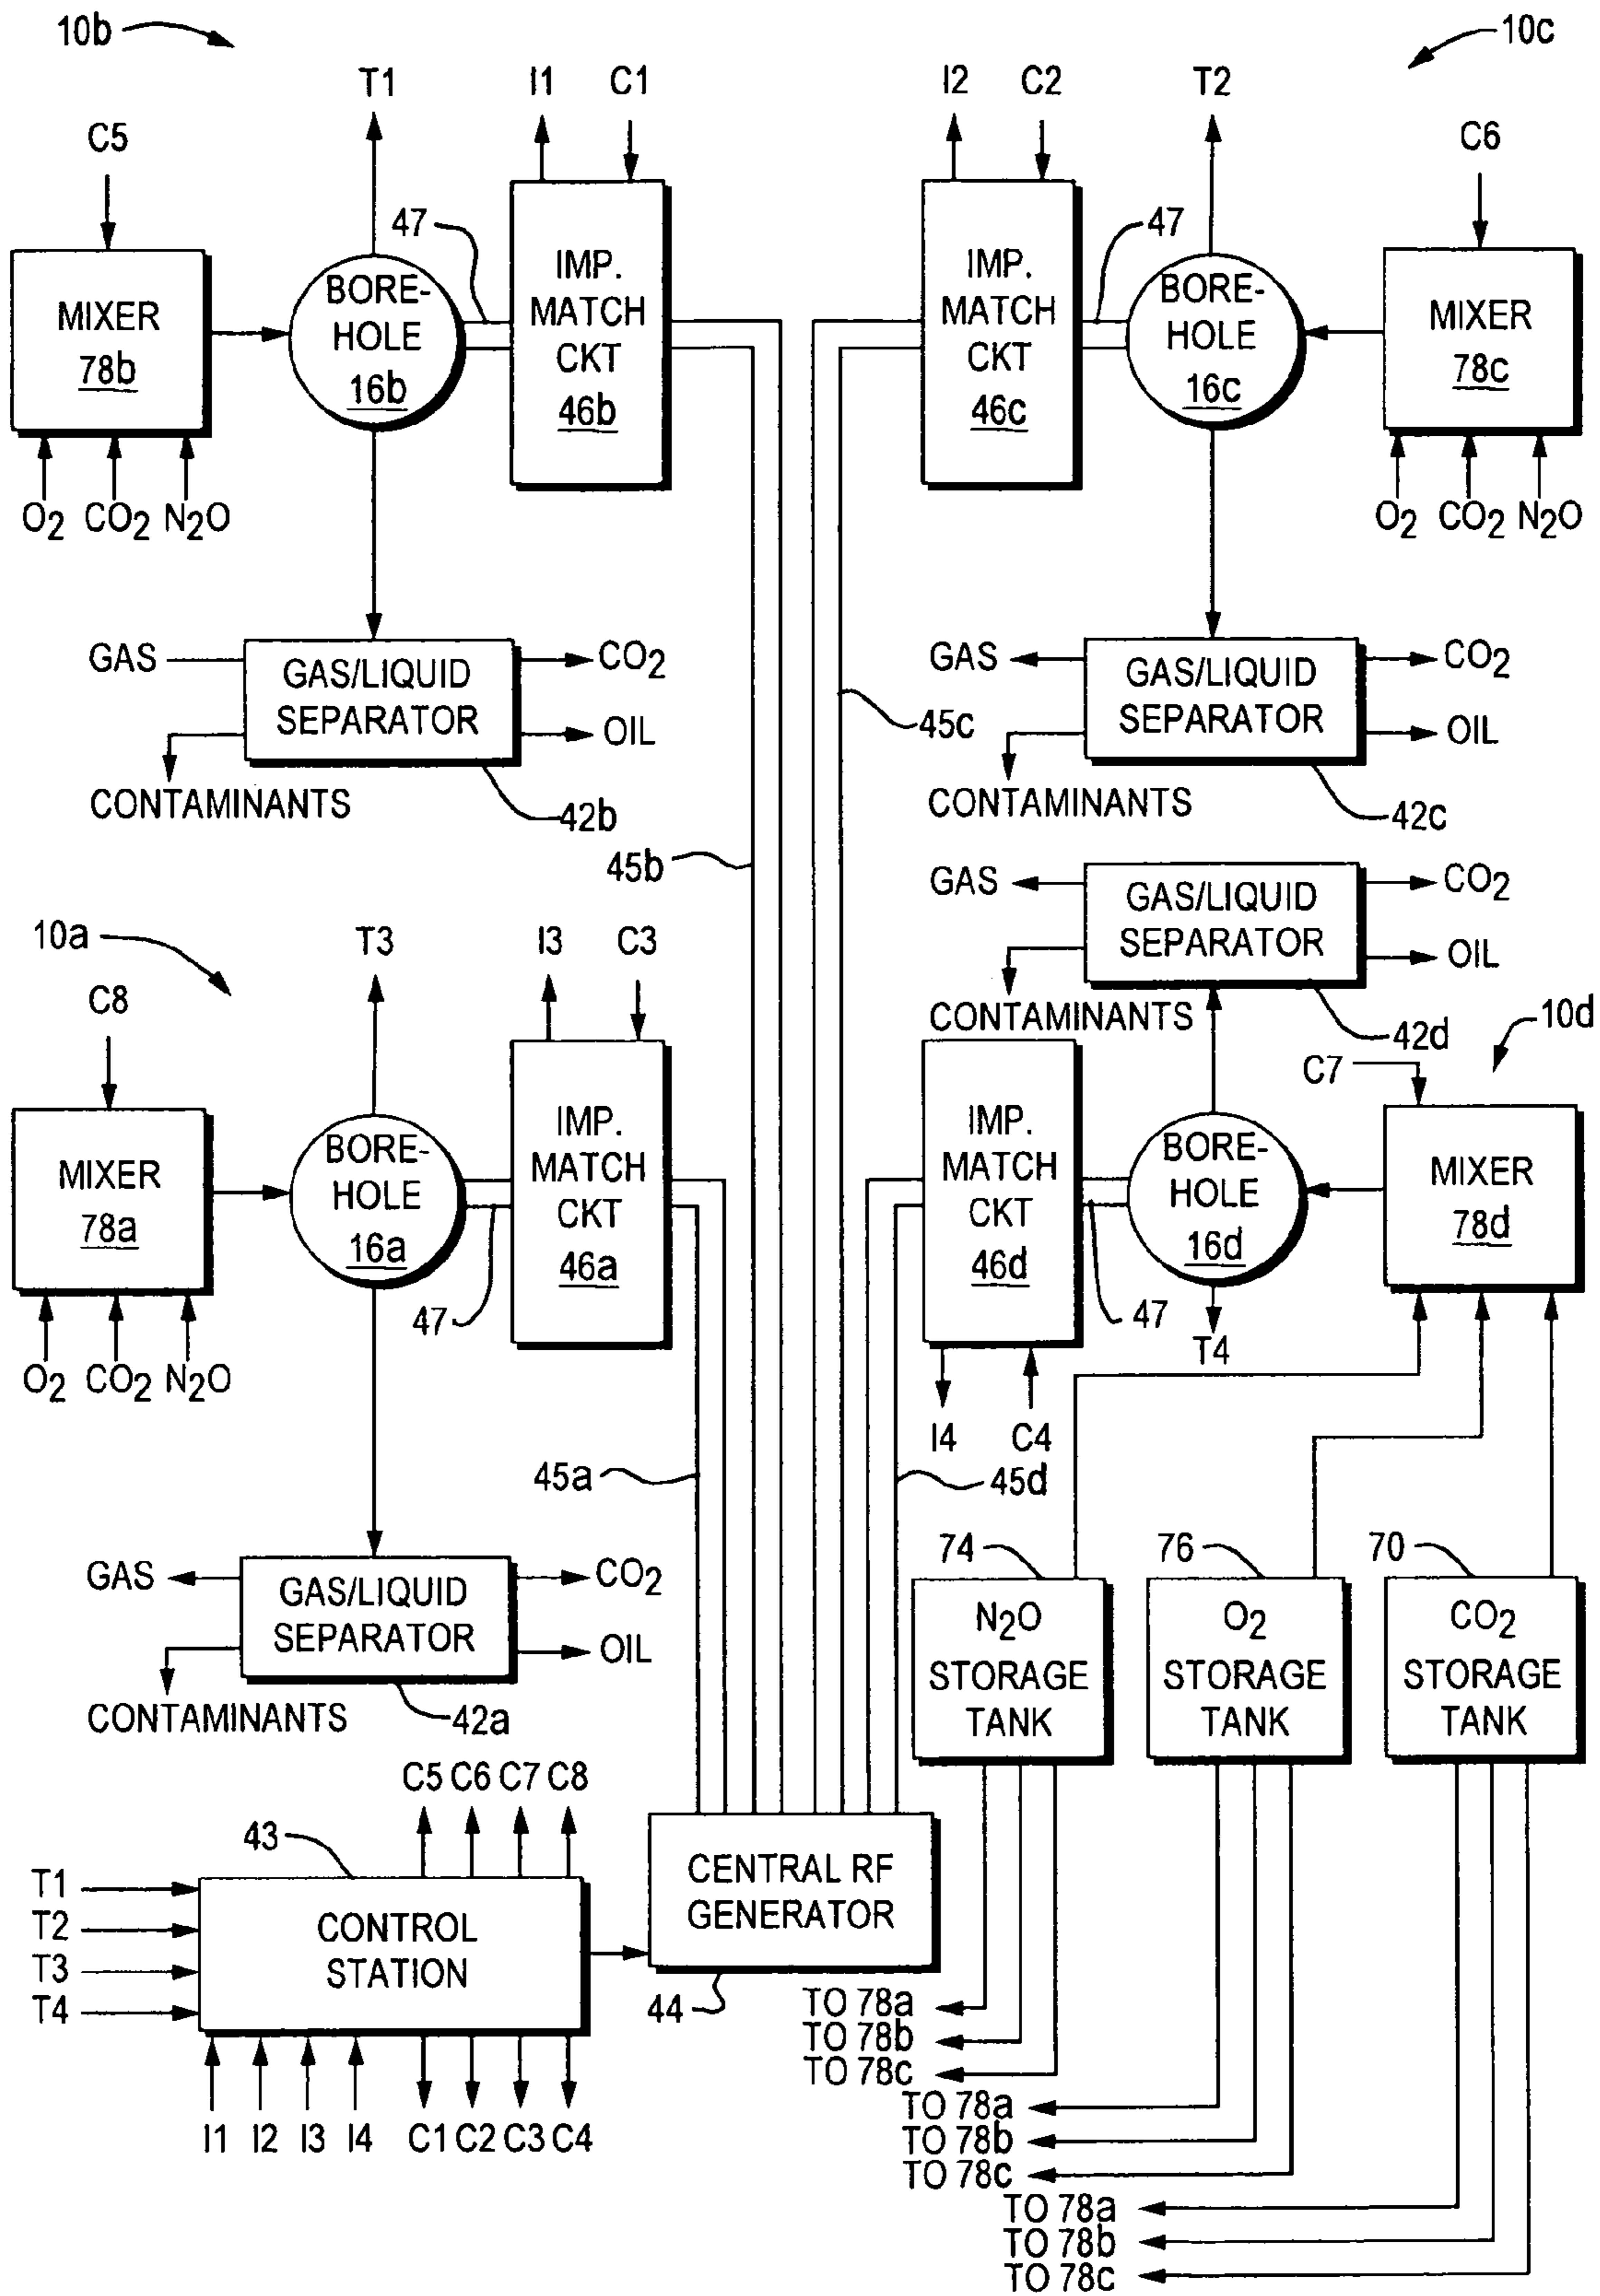 10b
10c
T1
I1
C1
I2
C2
T2
C5
C6
47
47
MIXER
78b
BORE-
HOLE
16b
IMP.
MATCH
CKT
46b
IMP.
MATCH
CKT
46c
BORE-
HOLE
16c
MIXER
78c
O2 CO2 N2O
O2 CO2 N2O
GAS
GAS/LIQUID
SEPARATOR
CO2
OIL
CONTAMINANTS
42b
GAS
GAS/LIQUID
SEPARATOR
CO2
OIL
CONTAMINANTS
42c
45c
45b
GAS
GAS/LIQUID
SEPARATOR
CO2
OIL
CONTAMINANTS
42d
10a
T3
I3
C3
C8
10d
C7
MIXER
78a
BORE-
HOLE
16a
IMP.
MATCH
CKT
46a
47
IMP.
MATCH
CKT
46d
BORE-
HOLE
16d
MIXER
78d
47
T4
O2 CO2 N2O
I4
C4
45a
45d
GAS
GAS/LIQUID
SEPARATOR
CO2
OIL
CONTAMINANTS
42a
74
N2O
STORAGE
TANK
76
O2
STORAGE
TANK
70
CO2
STORAGE
TANK
C5 C6 C7 C8
43
T1
T2
T3
T4
CONTROL
STATION
CENTRAL RF
GENERATOR
44
I1 I2 I3 I4 C1 C2 C3 C4
TO 78a
TO 78b
TO 78c
TO 78a
TO 78b
TO 78c
TO 78a
TO 78b
TO 78c